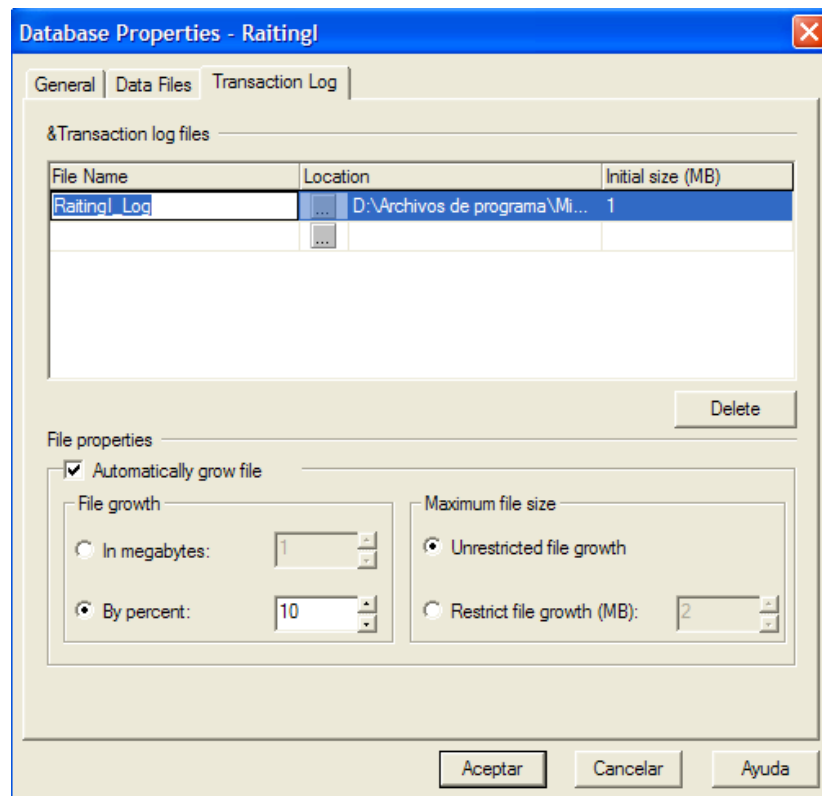 Database Properties - RaitingI
General Data Files Transaction Log
&Transaction log files
File Name Location Initial size (MB)
RaitingI_Log ... D:\Archivos de programa\Mi... 1
...
Delete
File properties
Automatically grow file
File growth Maximum file size
In megabytes: 1 Unrestricted file growth
By percent: 10 Restrict file growth (MB): 2
Aceptar Cancelar Ayuda